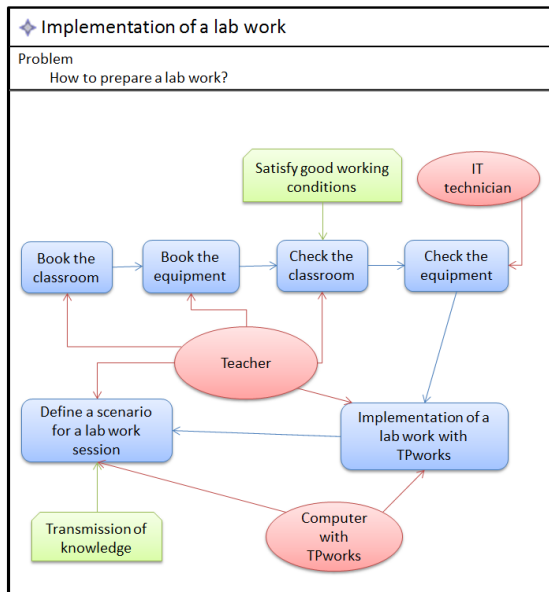 Implementation of a lab work
Problem
How to prepare a lab work?
Satisfy good working
conditions
IT
technician
Book the
classroom
Book the
equipment
Check the
classroom
Check the
equipment
Teacher
Define a scenario
for a lab work
session
Implementation of a
lab work with
TPworks
Transmission of
knowledge
Computer
with
TPworks